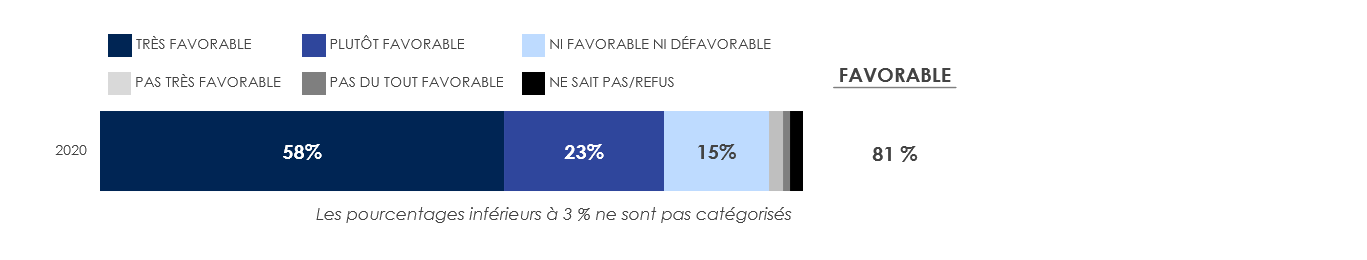 TRÈS FAVORABLE PLUTÔT FAVORABLE NI FAVORABLE NI DÉFAVORABLE
PAS TRÈS FAVORABLE PAS DU TOUT FAVORABLE NE SAIT PAS/REFUS
FAVORABLE
2020 58% 23% 15% 81 %
Les pourcentages inférieurs à 3 % ne sont pas catégorisés